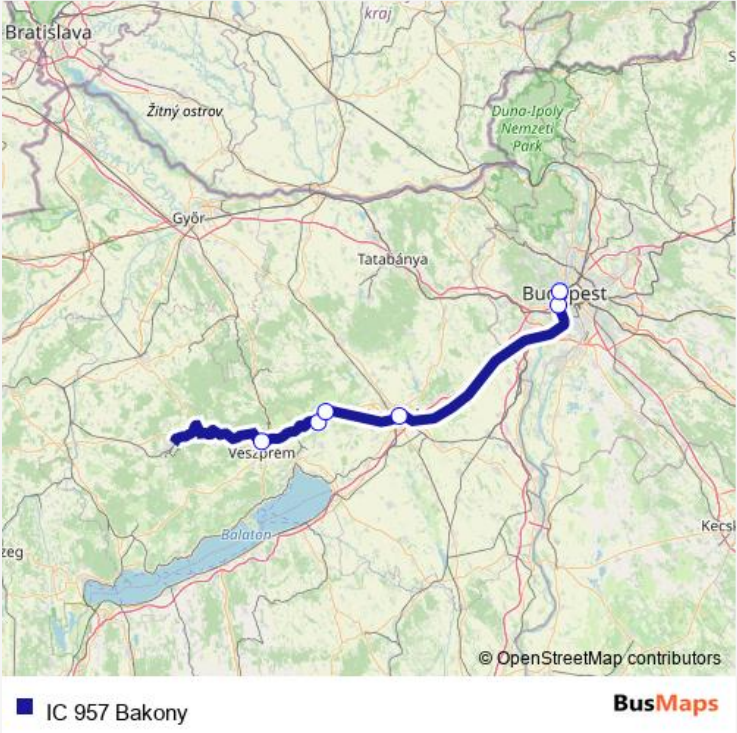 kraj
Bratislava
S
Duna-Ipoly
Nemzeti
Park
Žitný ostrov
Győr
Tatabánya
Budapest
Veszprém
Balaton
Kecsk
zeg
© OpenStreetMap contributors
IC 957 Bakony
BusMaps